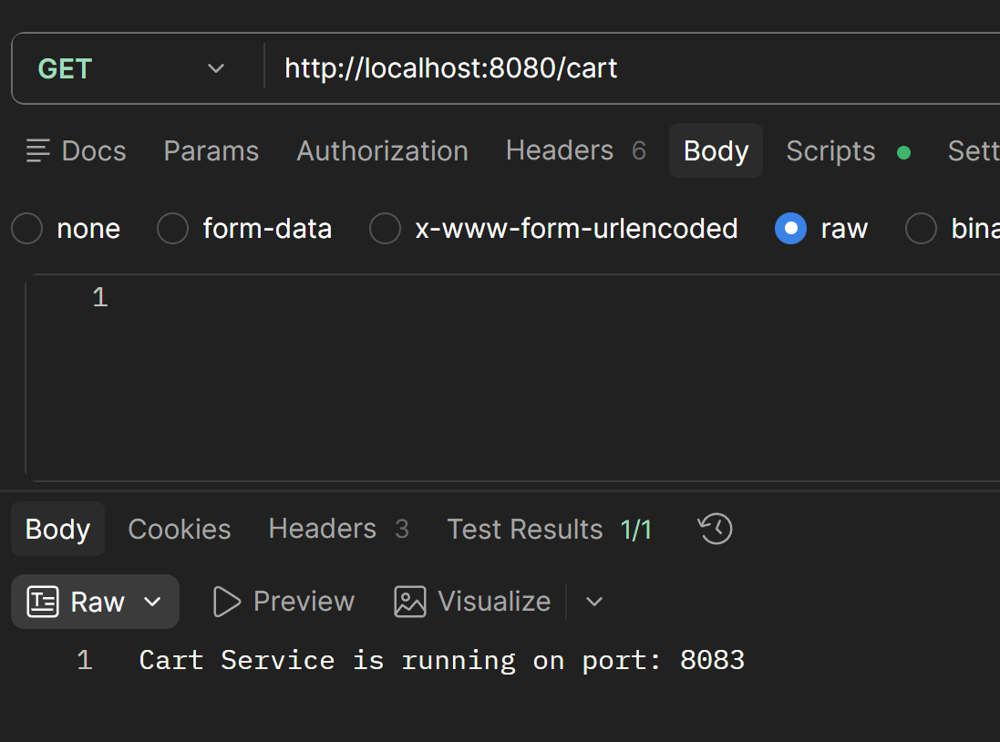 GET http://localhost:8080/cart
Docs Params Authorization Headers 6 Body Scripts Sett
none form-data x-www-form-urlencoded raw bina
1
Body Cookies Headers 3 Test Results 1/1
Raw Preview Visualize
1 Cart Service is running on port: 8083